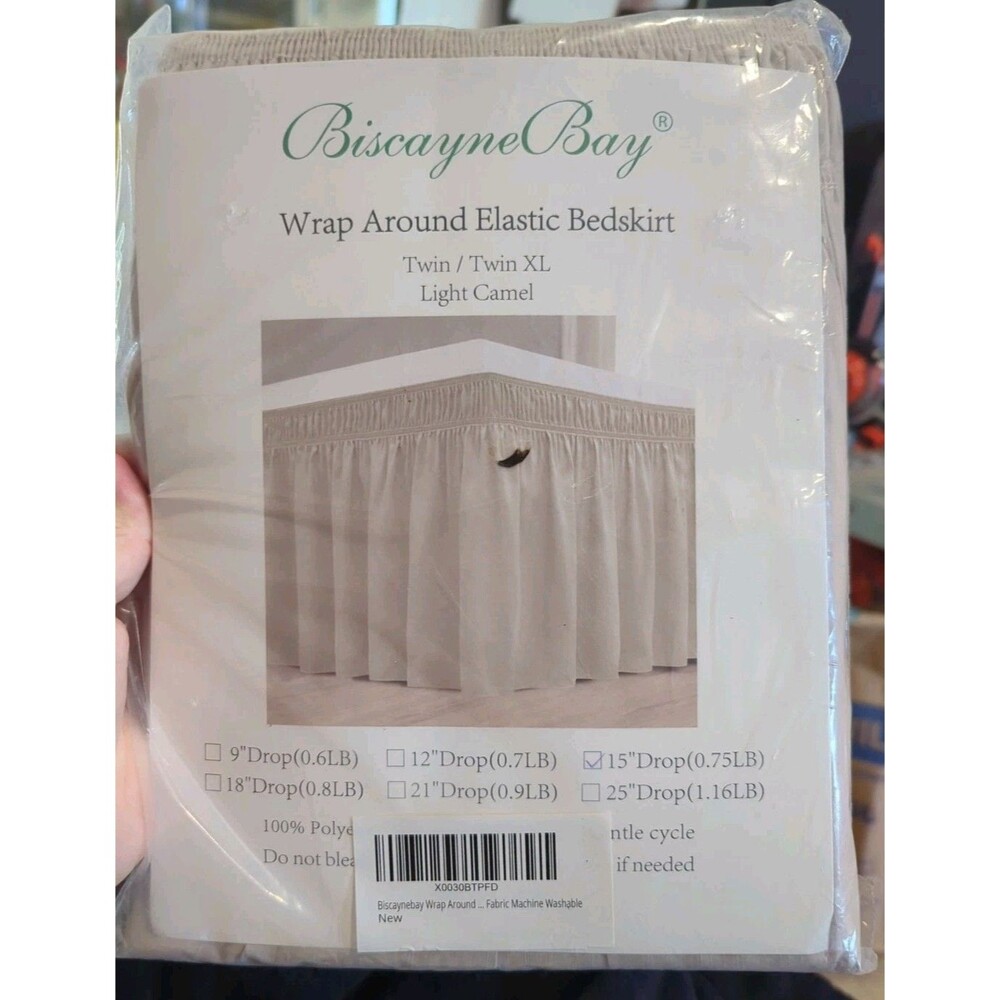 BiscayneBay®
Wrap Around Elastic Bedskirt
Twin / Twin XL
Light Camel
9"Drop(0.6LB) 12"Drop(0.7LB) 15"Drop(0.75LB)
18"Drop(0.8LB) 21"Drop(0.9LB) 25"Drop(1.16LB)
100% Polye ntle cycle
Do not blea if needed
X0030BTPFD
Biscaynebay Wrap Around ... Fabric Machine Washable
New